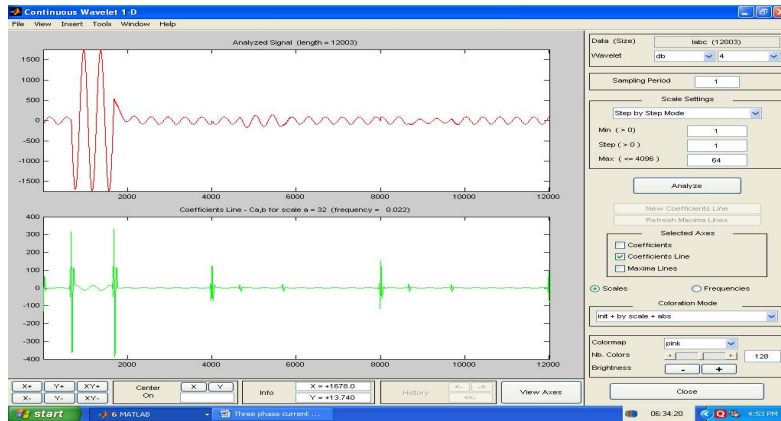 Continuous Wavelet 1-D
File View Insert Tools Window Help
Analyzed Signal (length = 12003)
1500
1000
500
0
-500
-1000
-1500
2000 4000 6000 8000 10000 12000
Coefficients Line - Ca,b for scale a = 32 (frequency = 0.022)
400
300
200
100
0
-100
-200
-300
-400
2000 4000 6000 8000 10000 12000
Data (Size) labc (12003)
Wavelet db 4
Sampling Period 1
Scale Settings
Step by Step Mode
Min ( > 0) 1
Step ( > 0 ) 1
Max ( <= 4096 ) 64
Analyze
New Coefficients Line
Refresh Maxima Lines
Selected Axes
Coefficients
Coefficients Line
Maxima Lines
Scales Frequencies
Coloration Mode
init + by scale + abs
Colormap pink
Nb. Colors 128
Brightness - +
Close
X+ Y+ XY+
X- Y- XY-
Center On X Y
Info X = +1678.0
Y = +13.740
History <- ->
<<-
View Axes
start 6 MATLAB Three phase current ... 06:34:20 4:53 PM